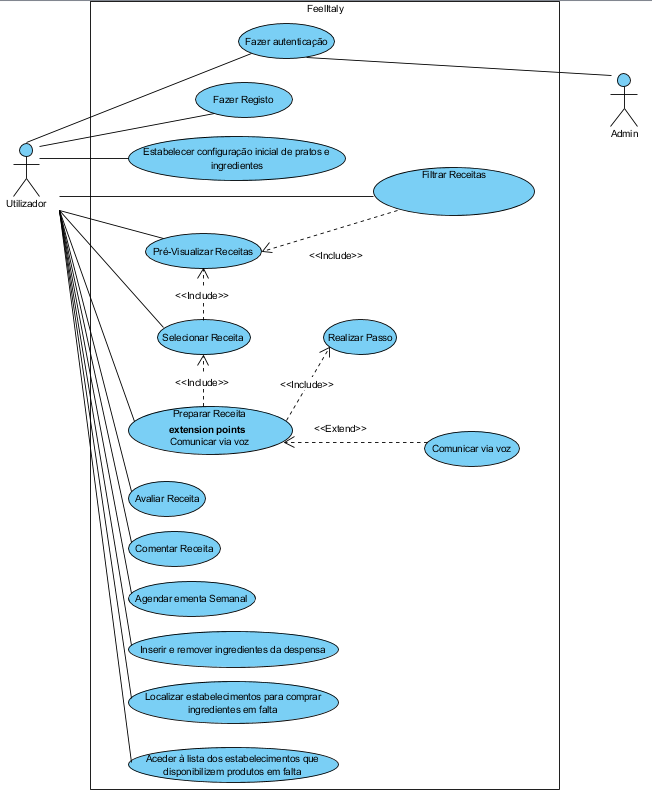 FeelItaly
Fazer autenticação
Fazer Registo
Admin
Estabelecer configuração inicial de pratos e
ingredientes
Filtrar Receitas
Utilizador
Pré-Visualizar Receitas
<<Include>>
<<Include>>
Selecionar Receita
Realizar Passo
<<Include>>
<<Include>>
Preparar Receita
extension points
Comunicar via voz
<<Extend>>
Comunicar via voz
Avaliar Receita
Comentar Receita
Agendar ementa Semanal
Inserir e remover ingredientes da despensa
Localizar estabelecimentos para comprar
ingredientes em falta
Aceder à lista dos estabelecimentos que
disponibilizem produtos em falta